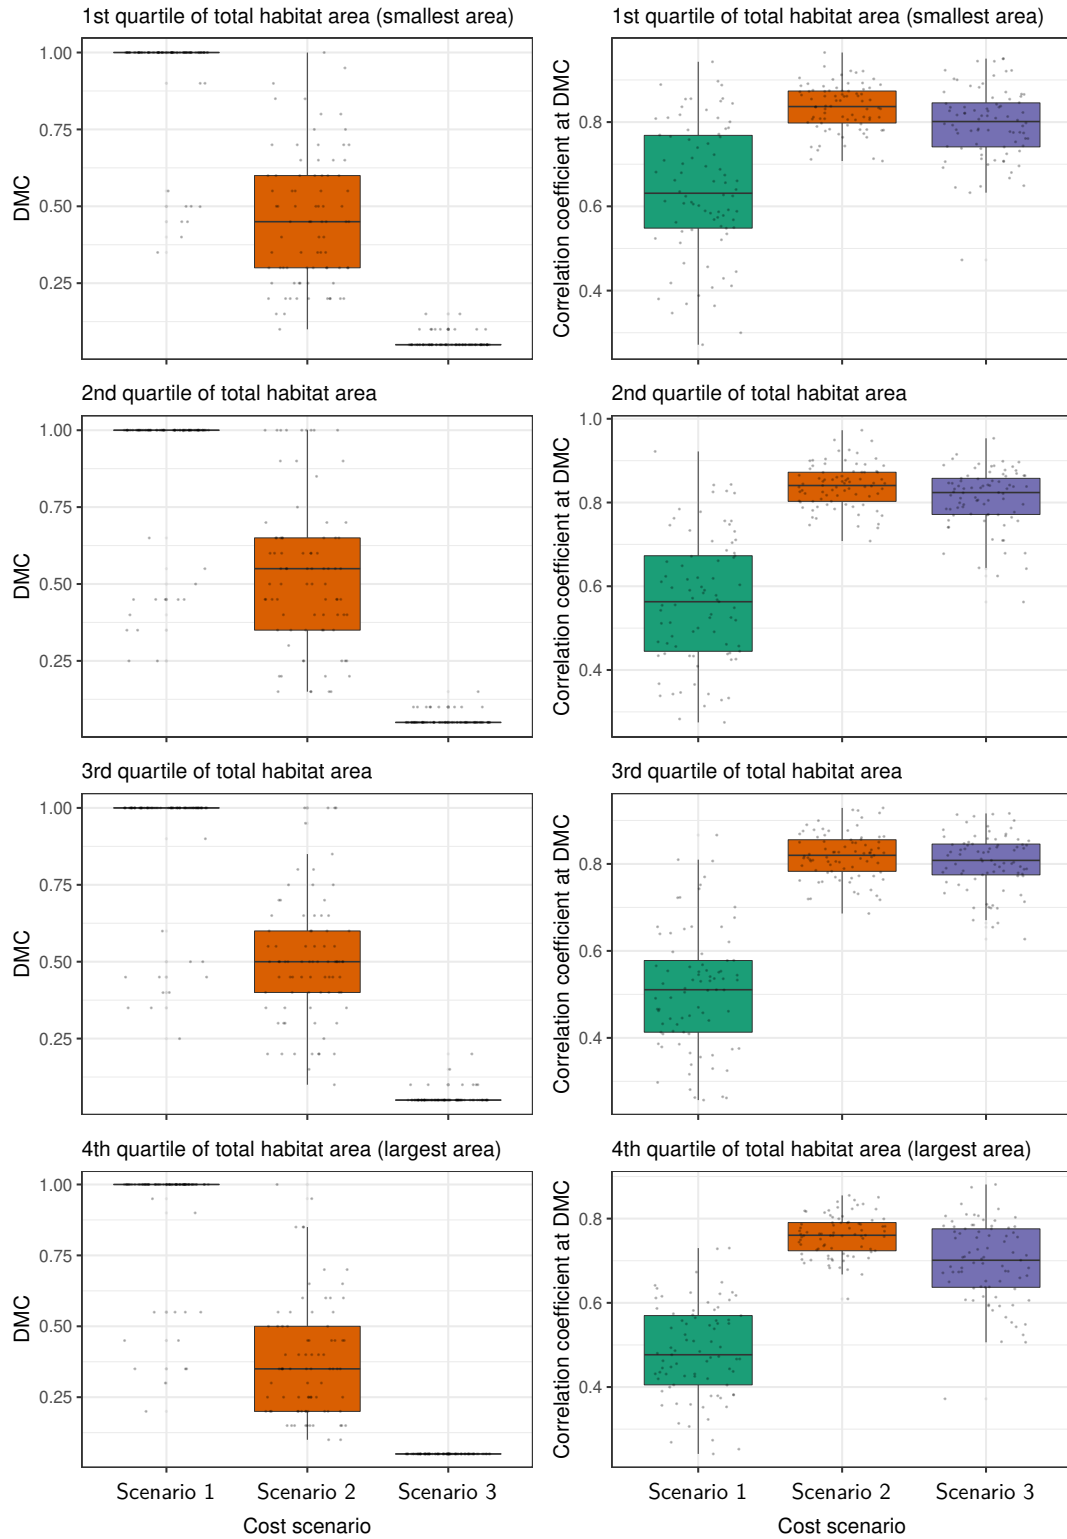 1st quartile of total habitat area (smallest area)
DMC
1.00
0.75
0.50
0.25
1st quartile of total habitat area (smallest area)
Correlation coefficient at DMC
0.8
0.6
0.4
2nd quartile of total habitat area
DMC
1.00
0.75
0.50
0.25
2nd quartile of total habitat area
Correlation coefficient at DMC
1.0
0.8
0.6
0.4
3rd quartile of total habitat area
DMC
1.00
0.75
0.50
0.25
3rd quartile of total habitat area
Correlation coefficient at DMC
0.8
0.6
0.4
4th quartile of total habitat area (largest area)
DMC
1.00
0.75
0.50
0.25
Scenario 1 Scenario 2 Scenario 3
Cost scenario
4th quartile of total habitat area (largest area)
Correlation coefficient at DMC
0.8
0.6
0.4
Scenario 1 Scenario 2 Scenario 3
Cost scenario